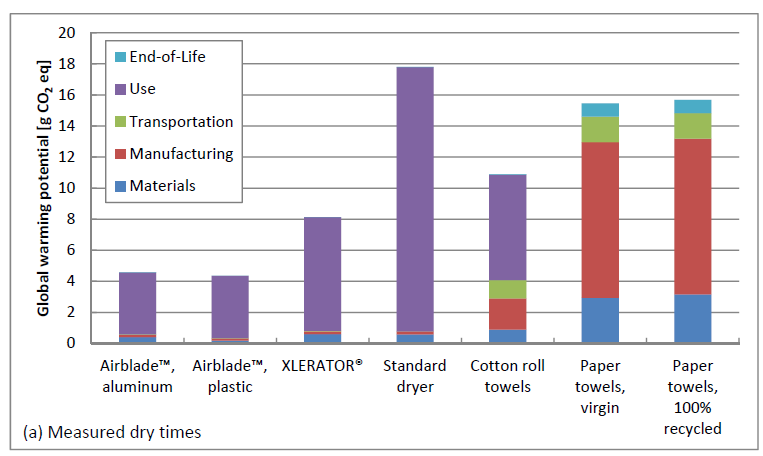 Global warming potential [g CO₂ eq]
20
18
16
14
12
10
8
6
4
2
0
End-of-Life
Use
Transportation
Manufacturing
Materials
Airblade™,
aluminum
Airblade™,
plastic
XLERATOR®
Standard
dryer
Cotton roll
towels
Paper
towels,
virgin
Paper
towels,
100%
recycled
(a) Measured dry times